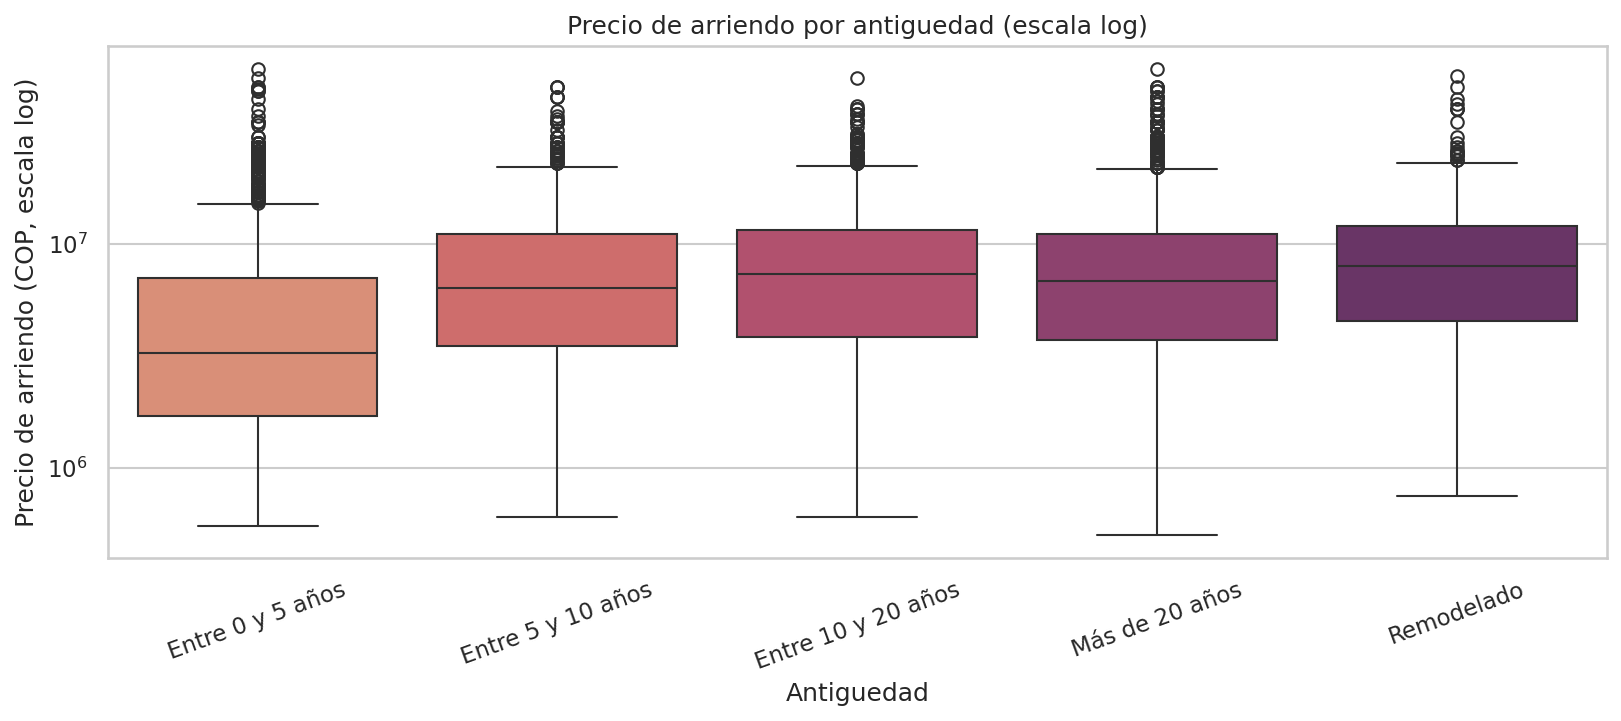 Precio de arriendo por antiguedad (escala log)
Precio de arriendo (COP, escala log)
10⁷
10⁶
Entre 0 y 5 años
Entre 5 y 10 años
Entre 10 y 20 años
Más de 20 años
Remodelado
Antiguedad